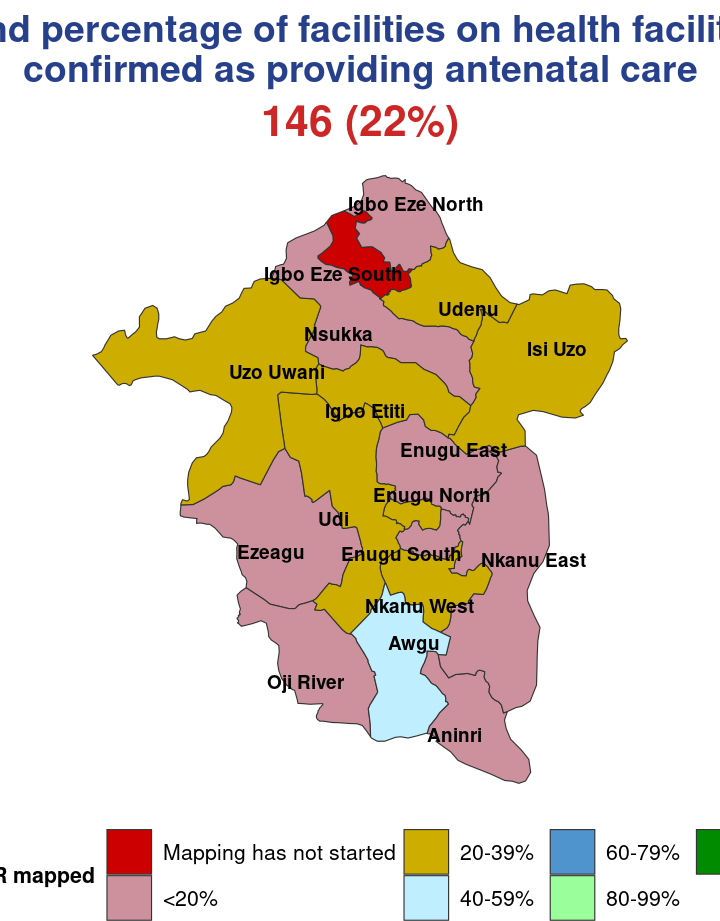 percentage of facilities on health
confirmed as providing antenatal care
146 (22%)
Igbo Eze North
Igbo Eze South
Udenu
Nsukka
Isi Uzo
Uzo Uwani
Igbo Etiti
Enugu East
Enugu North
Udi
Ezeagu
Enugu South
Nkanu East
Nkanu West
Awgu
Oji River
Aninri
mapped
Mapping has not started
20-39%
60-79%
<20%
40-59%
80-99%